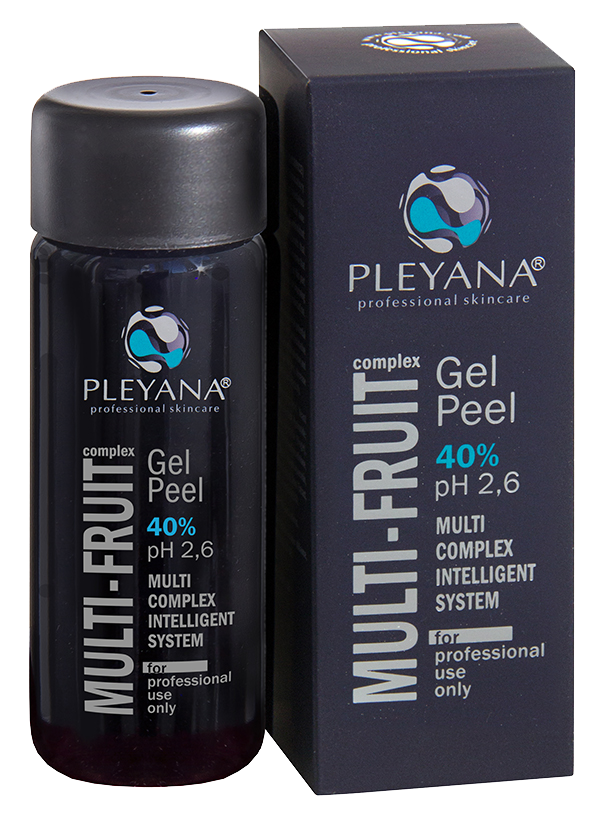 PLEYANA®
professional skincare
MULTI-FRUIT
complex
Gel
Peel
40%
pH 2,6
MULTI
COMPLEX
INTELLIGENT
SYSTEM
for
professional
use
only
professional skincare
PLEYANA®
professional skincare
MULTI-FRUIT
complex
Gel
Peel
40%
pH 2,6
MULTI
COMPLEX
INTELLIGENT
SYSTEM
for
professional
use
only